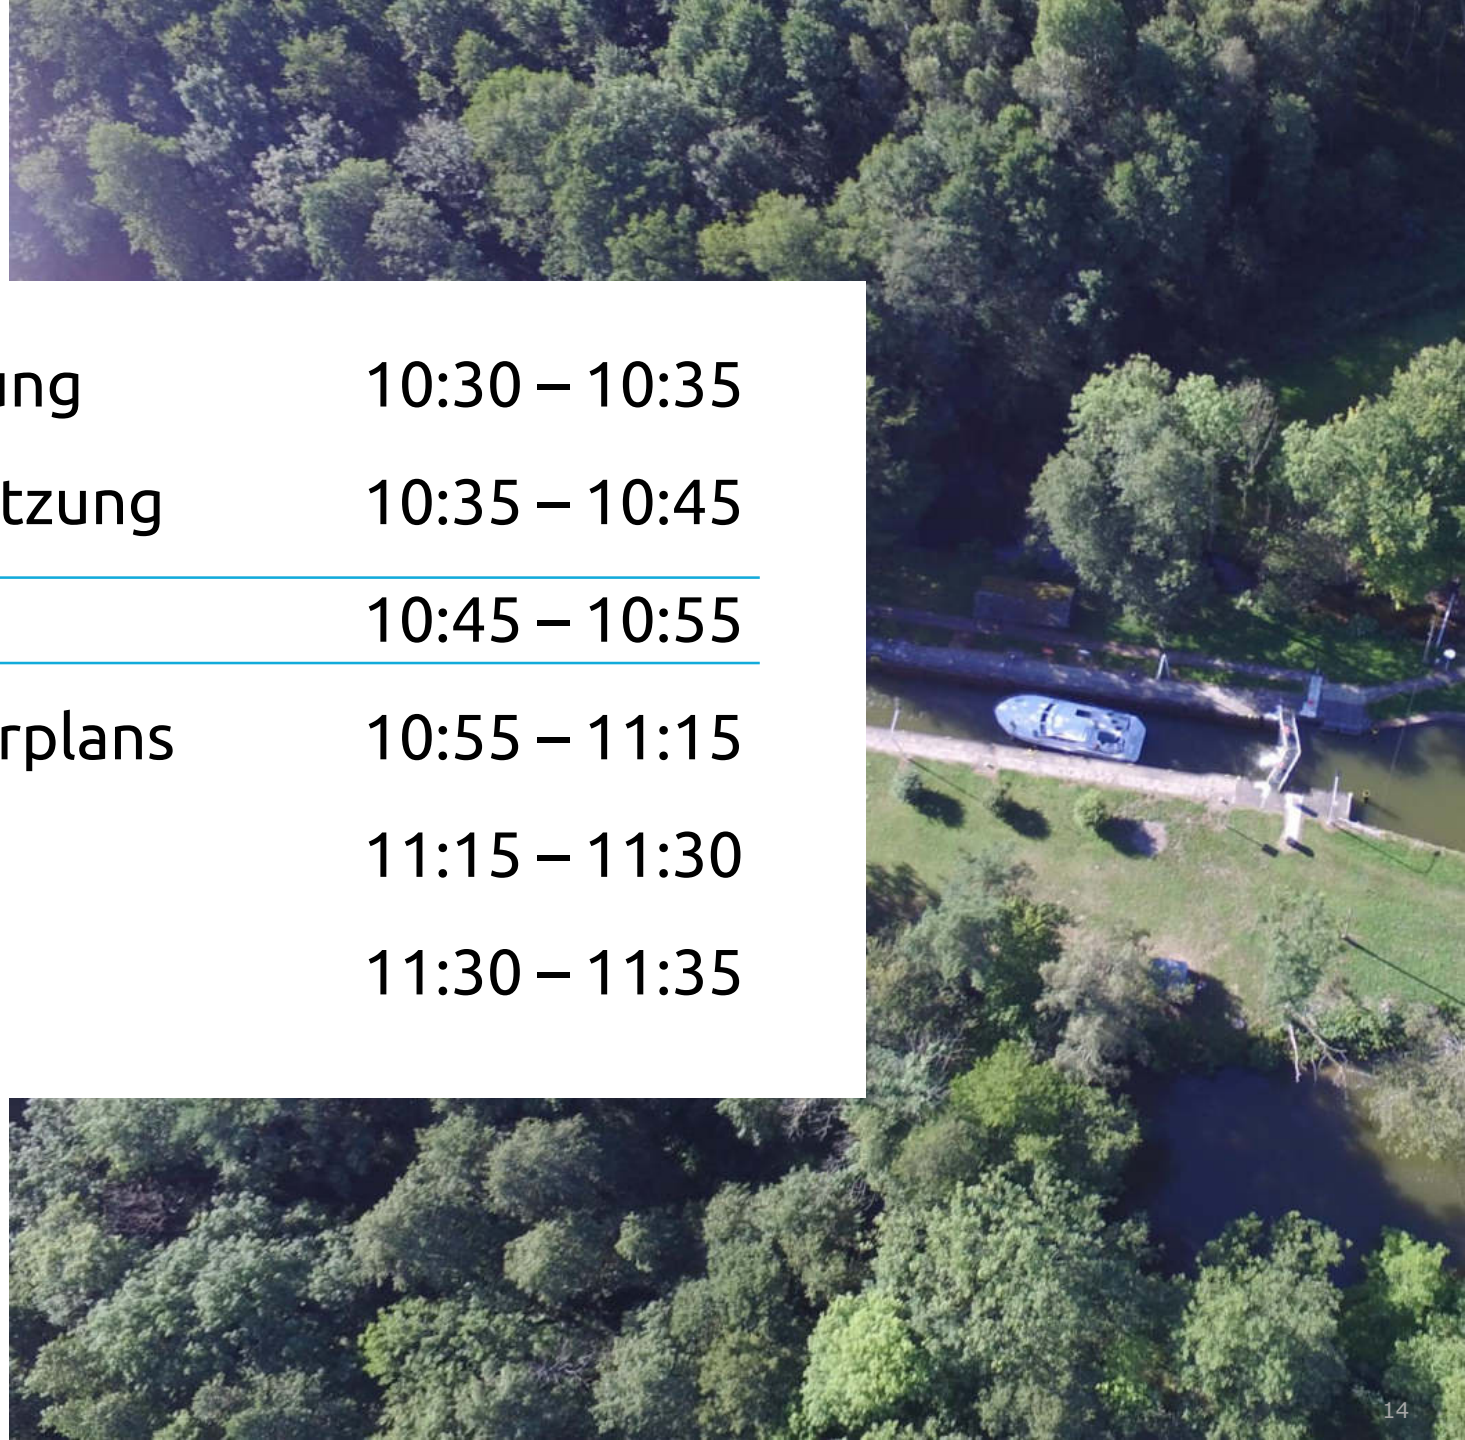 ung 10:30 – 10:35
tzung 10:35 – 10:45
10:45 – 10:55
rplans 10:55 – 11:15
11:15 – 11:30
11:30 – 11:35
14